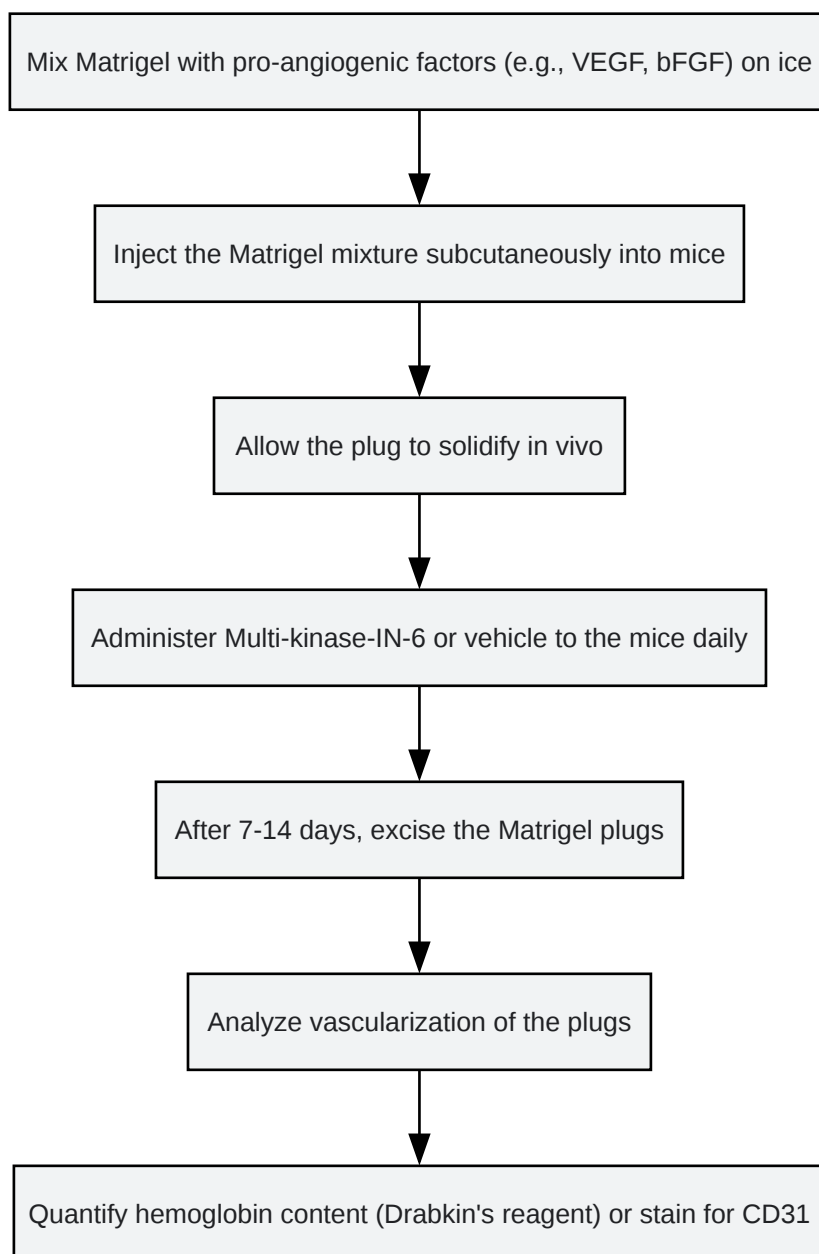 Mix Matrigel with pro-angiogenic factors (e.g., VEGF, bFGF) on ice
Inject the Matrigel mixture subcutaneously into mice
Allow the plug to solidify in vivo
Administer Multi-kinase-IN-6 or vehicle to the mice daily
After 7-14 days, excise the Matrigel plugs
Analyze vascularization of the plugs
Quantify hemoglobin content (Drabkin's reagent) or stain for CD31